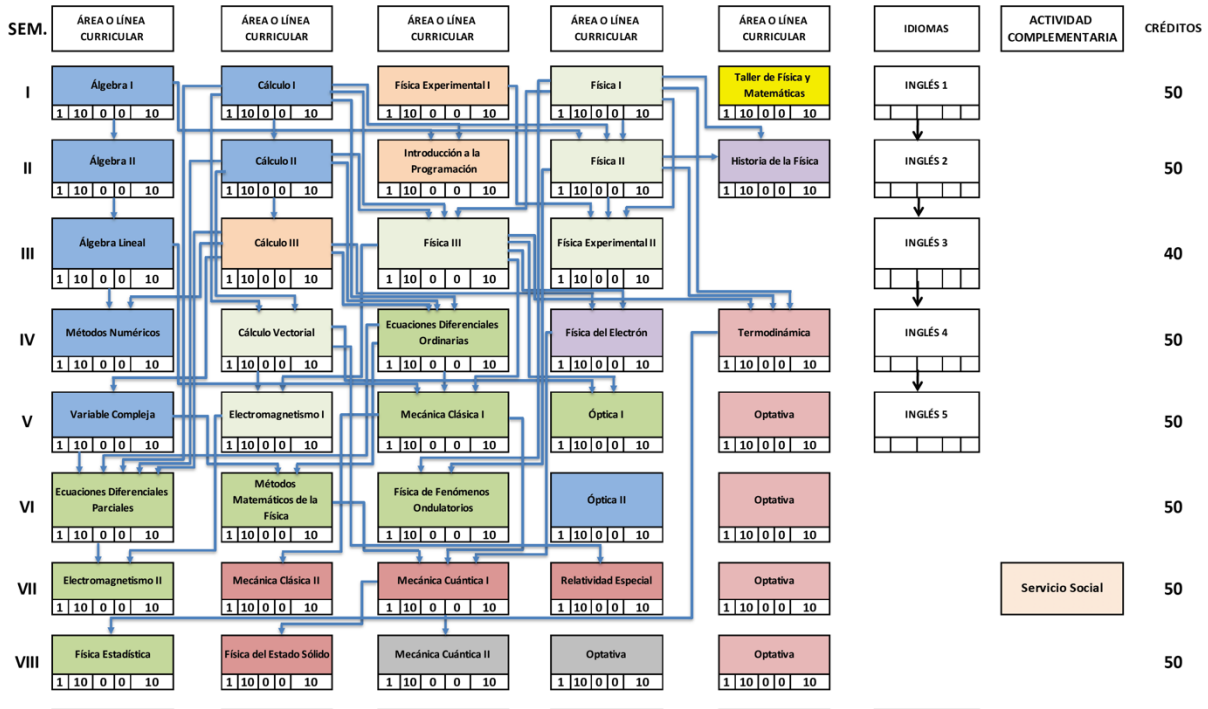 SEM.
ÁREA O LÍNEA
CURRICULAR
ÁREA O LÍNEA
CURRICULAR
ÁREA O LÍNEA
CURRICULAR
ÁREA O LÍNEA
CURRICULAR
ÁREA O LÍNEA
CURRICULAR
IDIOMAS
ACTIVIDAD
COMPLEMENTARIA
CRÉDITOS
I
Álgebra I
1 10 0 0 10
Cálculo I
1 10 0 0 10
Física Experimental I
1 10 0 0 10
Física I
1 10 0 0 10
Taller de Física y
Matemáticas
1 10 0 0 10
INGLÉS 1
50
II
Álgebra II
1 10 0 0 10
Cálculo II
1 10 0 0 10
Introducción a la
Programación
1 10 0 0 10
Física II
1 10 0 0 10
Historia de la Física
1 10 0 0 10
INGLÉS 2
50
III
Álgebra Lineal
1 10 0 0 10
Cálculo III
1 10 0 0 10
Física III
1 10 0 0 10
Física Experimental II
1 10 0 0 10
INGLÉS 3
40
IV
Métodos Numéricos
1 10 0 0 10
Cálculo Vectorial
1 10 0 0 10
Ecuaciones Diferenciales
Ordinarias
1 10 0 0 10
Física del Electrón
1 10 0 0 10
Termodinámica
1 10 0 0 10
INGLÉS 4
50
V
Variable Compleja
1 10 0 0 10
Electromagnetismo I
1 10 0 0 10
Mecánica Clásica I
1 10 0 0 10
Óptica I
1 10 0 0 10
Optativa
1 10 0 0 10
INGLÉS 5
50
VI
Ecuaciones Diferenciales
Parciales
1 10 0 0 10
Métodos
Matemáticos de la
Física
1 10 0 0 10
Física de Fenómenos
Ondulatorios
1 10 0 0 10
Óptica II
1 10 0 0 10
Optativa
1 10 0 0 10
50
VII
Electromagnetismo II
1 10 0 0 10
Mecánica Clásica II
1 10 0 0 10
Mecánica Cuántica I
1 10 0 0 10
Relatividad Especial
1 10 0 0 10
Optativa
1 10 0 0 10
Servicio Social
50
VIII
Física Estadística
1 10 0 0 10
Física del Estado Sólido
1 10 0 0 10
Mecánica Cuántica II
1 10 0 0 10
Optativa
1 10 0 0 10
Optativa
1 10 0 0 10
50